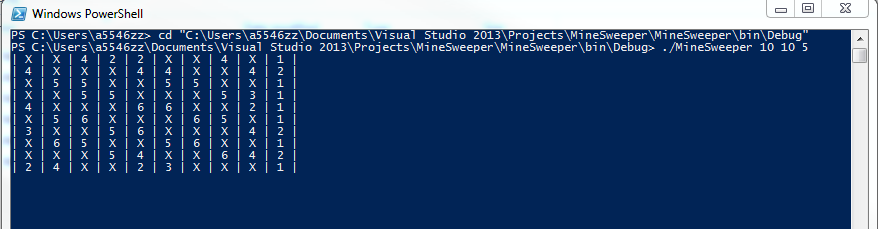 Windows PowerShell
PS C:\Users\a5546zz> cd "C:\Users\a5546zz\Documents\Visual Studio 2013\Projects\MineSweeper\MineSweeper\bin\Debug"
PS C:\Users\a5546zz\Documents\Visual Studio 2013\Projects\MineSweeper\MineSweeper\bin\Debug> ./MineSweeper 10 10 5
| X | X | 4 | 2 | 2 | X | X | 4 | X | 1 |
| 4 | X | X | X | 4 | 4 | X | X | 4 | 2 |
| X | 5 | 5 | X | X | X | X | X | X | 1 |
| X | X | 5 | 5 | X | X | X | 5 | 3 | 1 |
| 4 | X | X | X | 6 | 6 | X | X | 2 | 1 |
| X | 5 | 6 | X | X | X | 6 | 5 | X | 1 |
| 3 | X | X | 5 | 6 | X | X | X | 4 | 2 |
| X | 6 | 5 | X | X | 5 | 6 | X | X | 1 |
| X | X | X | 5 | 4 | X | X | 6 | 4 | 2 |
| 2 | 4 | X | X | 2 | 3 | X | X | X | 1 |